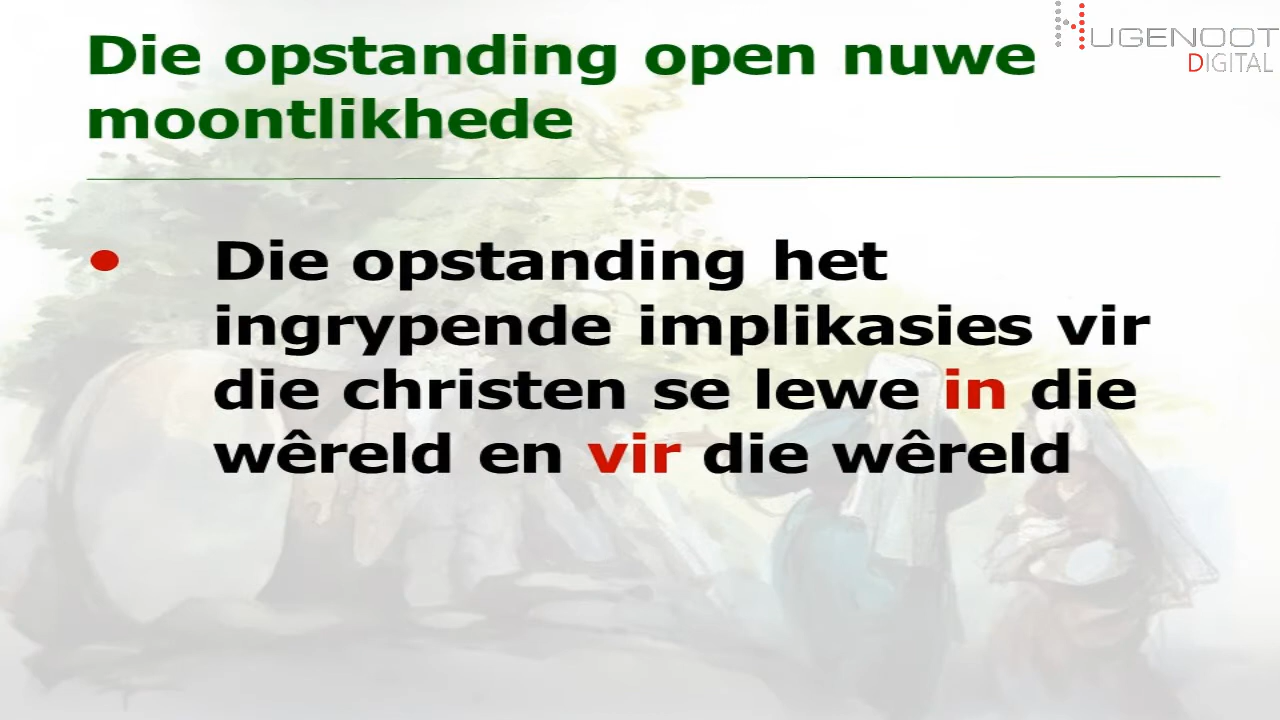 Die opstanding open nuwe
moontlikhede
HUGENOOT
DIGITAL
• Die opstanding het
ingrypende implikasies vir
die christen se lewe in die
wêreld en vir die wêreld